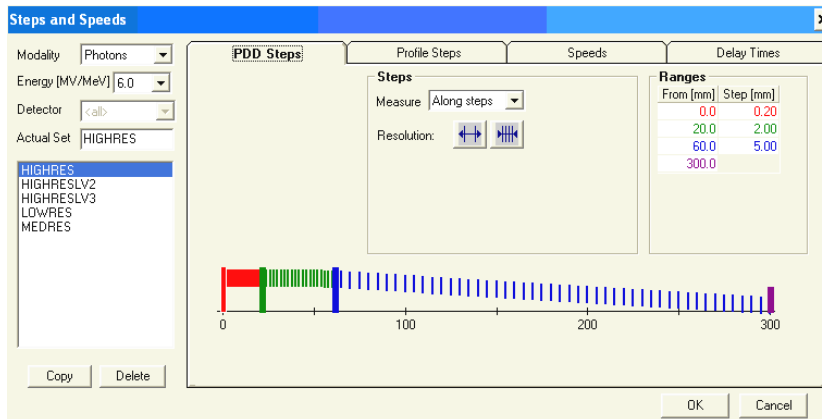 Steps and Speeds
Modality Photons
Energy [MV/MeV] 6.0
Detector <all>
Actual Set HIGHRES
HIGHRES
HIGHRESLV2
HIGHRESLV3
LOWRES
MEDRES
Copy Delete
PDD Steps Profile Steps Speeds Delay Times
Steps
Measure Along steps
Resolution:
Ranges
From [mm] Step [mm]
0.0 0.20
20.0 2.00
60.0 5.00
300.0
0 100 200 300
OK Cancel